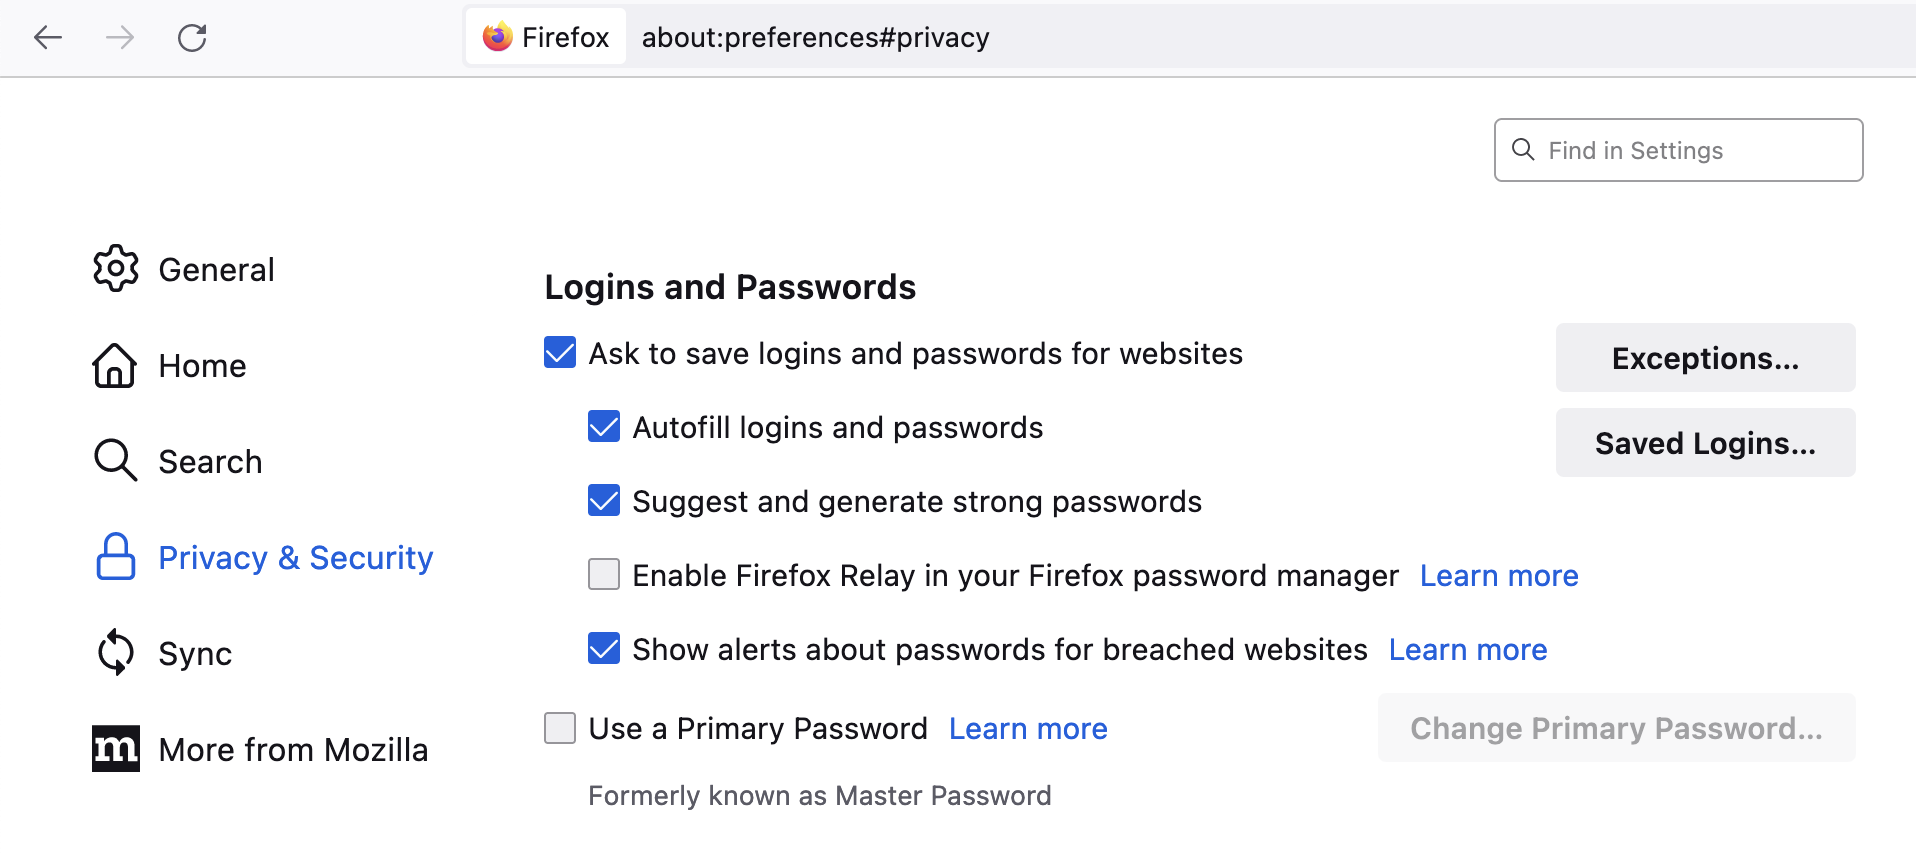 Firefox about:preferences#privacy
Find in Settings
General
Home
Search
Privacy & Security
Sync
m More from Mozilla
Logins and Passwords
Ask to save logins and passwords for websites
Exceptions...
Autofill logins and passwords
Saved Logins...
Suggest and generate strong passwords
Enable Firefox Relay in your Firefox password manager Learn more
Show alerts about passwords for breached websites Learn more
Use a Primary Password Learn more
Change Primary Password...
Formerly known as Master Password